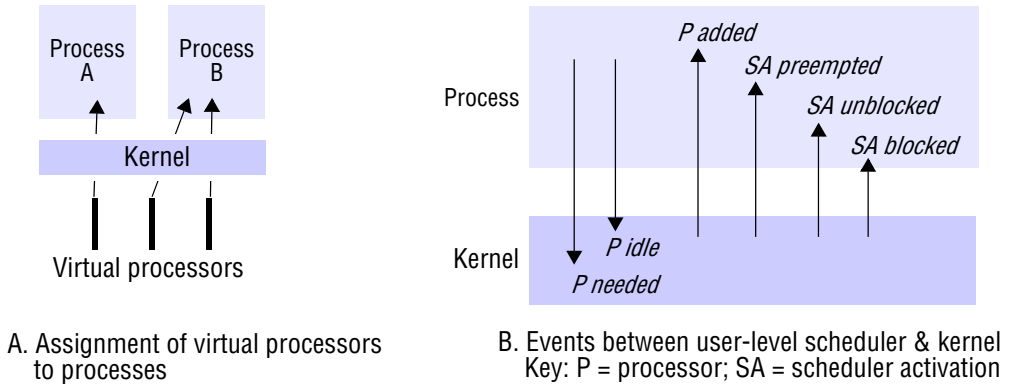 Process
A
Process
B
Kernel
Virtual processors
A. Assignment of virtual processors
to processes
P added
SA preempted
Process
SA unblocked
SA blocked
Kernel
P idle
P needed
B. Events between user-level scheduler & kernel
Key: P = processor; SA = scheduler activation